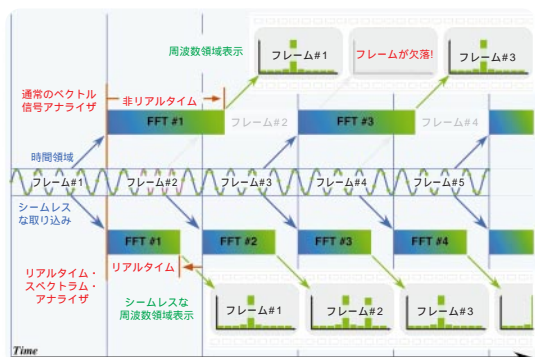 周波数領域表示
フレーム#1
フレームが欠落!
フレーム#3
通常のベクトル
信号アナライザ
非リアルタイム
FFT #1
フレーム#2
FFT #3
フレーム#4
時間領域
フレーム#1
フレーム#2
フレーム#3
フレーム#4
フレーム#5
シームレス
な取り込み
FFT #1
FFT #2
FFT #3
FFT #4
リアルタイム・
スペクトラム・
アナライザ
リアルタイム
シームレスな
周波数領域表示
フレーム#1
フレーム#2
フレーム#3
Time